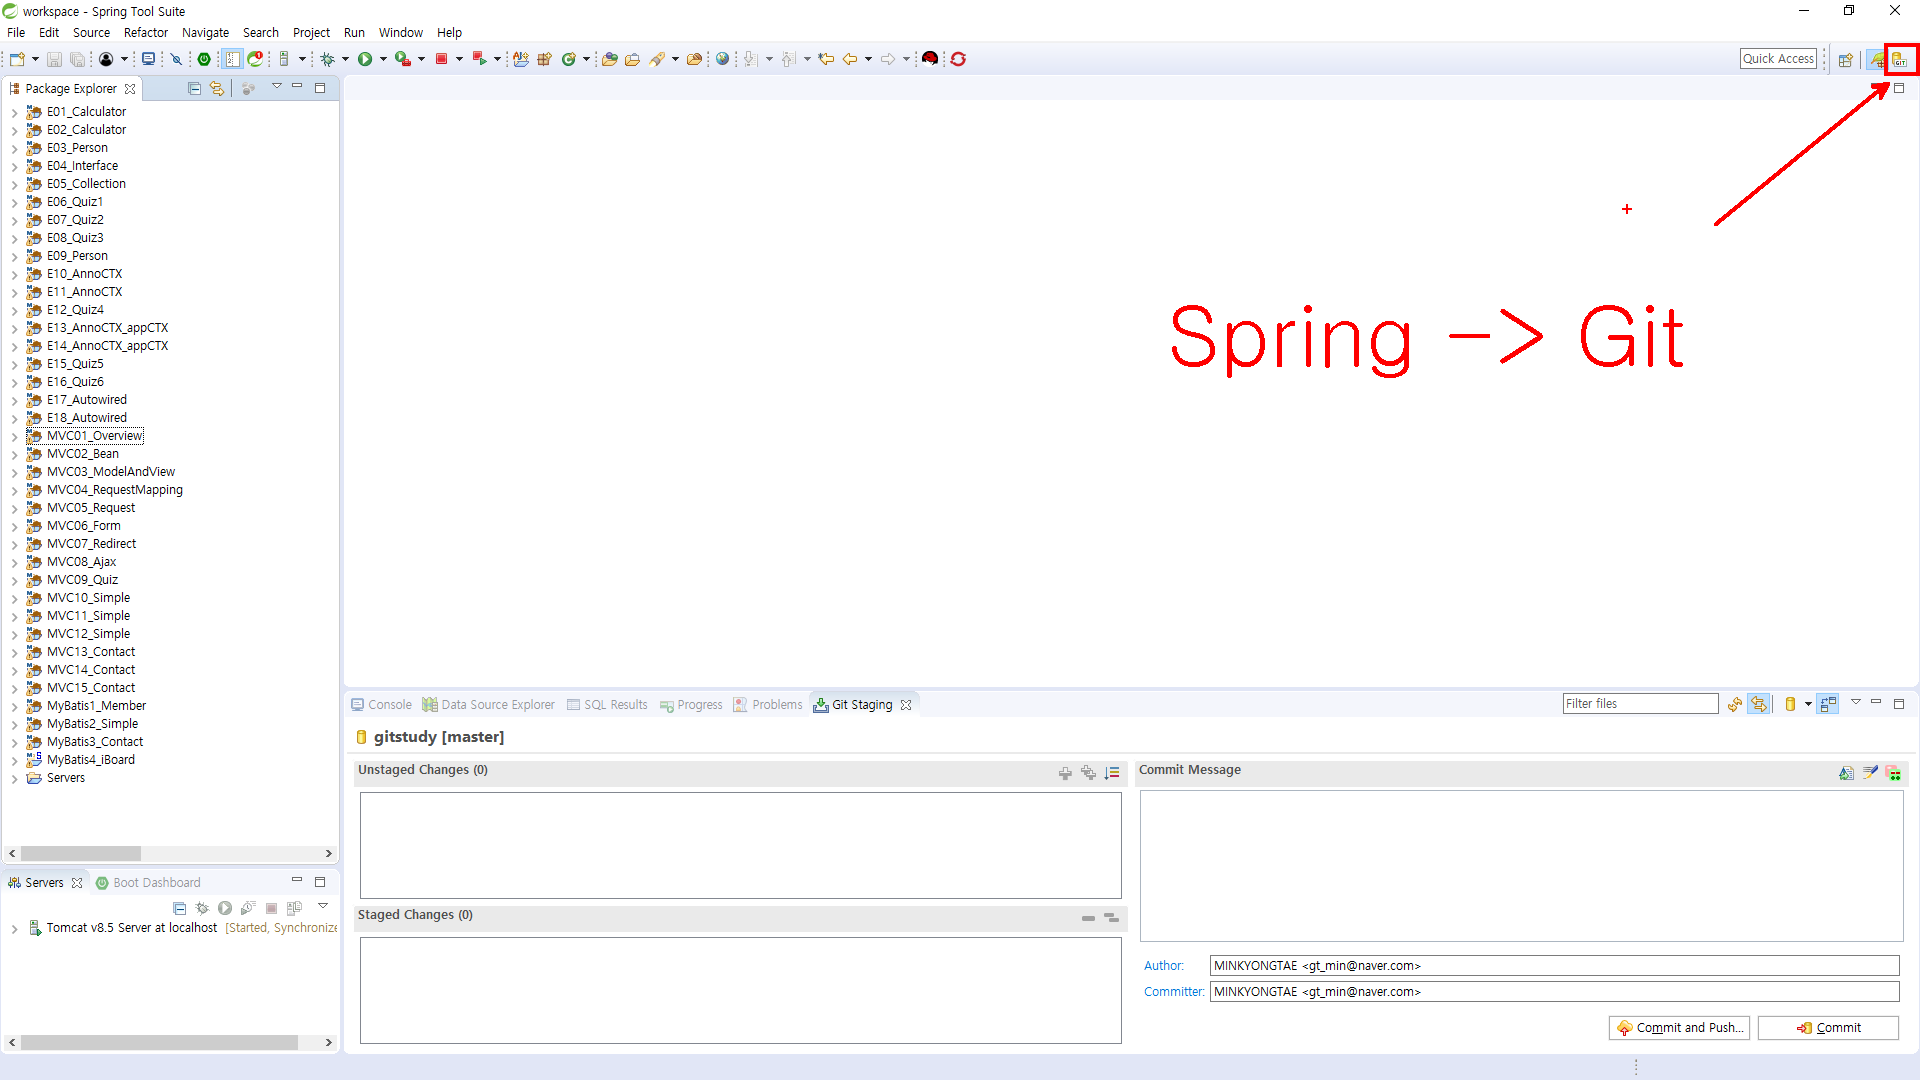 workspace - Spring Tool Suite
File Edit Source Refactor Navigate Search Project Run Window Help
Quick Access
GIT
Package Explorer
E01_Calculator
E02_Calculator
E03_Person
E04_Interface
E05_Collection
E06_Quiz1
E07_Quiz2
E08_Quiz3
E09_Person
E10_AnnoCTX
E11_AnnoCTX
E12_Quiz4
E13_AnnoCTX_appCTX
E14_AnnoCTX_appCTX
E15_Quiz5
E16_Quiz6
E17_Autowired
E18_Autowired
MVC01_Overview
MVC02_Bean
MVC03_ModelAndView
MVC04_RequestMapping
MVC05_Request
MVC06_Form
MVC07_Redirect
MVC08_Ajax
MVC09_Quiz
MVC10_Simple
MVC11_Simple
MVC12_Simple
MVC13_Contact
MVC14_Contact
MVC15_Contact
MyBatis1_Member
MyBatis2_Simple
MyBatis3_Contact
MyBatis4_iBoard
Servers
Spring -> Git
Servers Boot Dashboard
Tomcat v8.5 Server at localhost [Started, Synchronize
Console Data Source Explorer SQL Results Progress Problems Git Staging
Filter files
gitstudy [master]
Unstaged Changes (0)
Staged Changes (0)
Commit Message
Author: MINKYONGTAE <gt_min@naver.com>
Committer: MINKYONGTAE <gt_min@naver.com>
Commit and Push... Commit